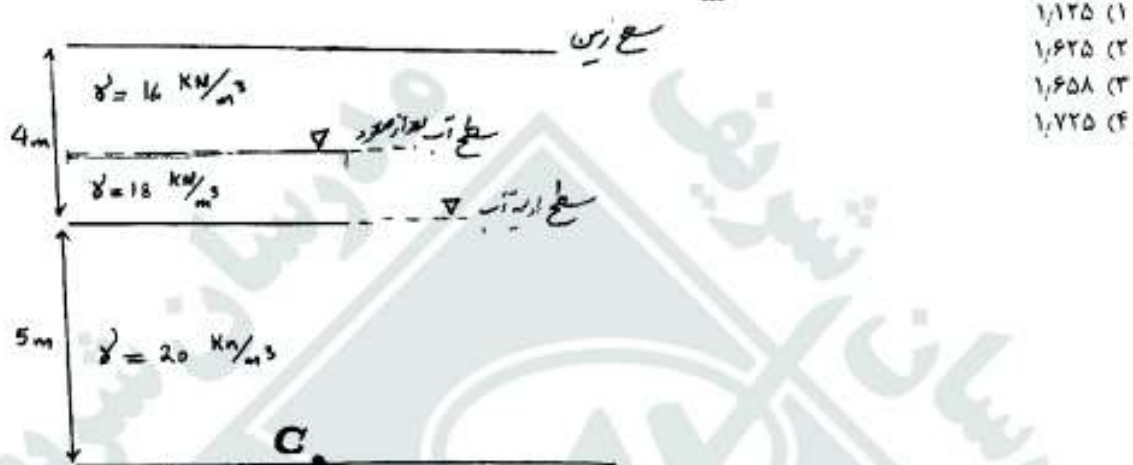 ۱) ۱٫۱۲۵
۲) ۱٫۶۲۵
۳) ۱٫۶۵۸
۴) ۱٫۷۲۵
سطح زمین
γ = 16 KN/m³
4m
سطح آب بعد از صعود
γ = 18 KN/m³
سطح اولیه آب
5m
γ = 20 KN/m³
C